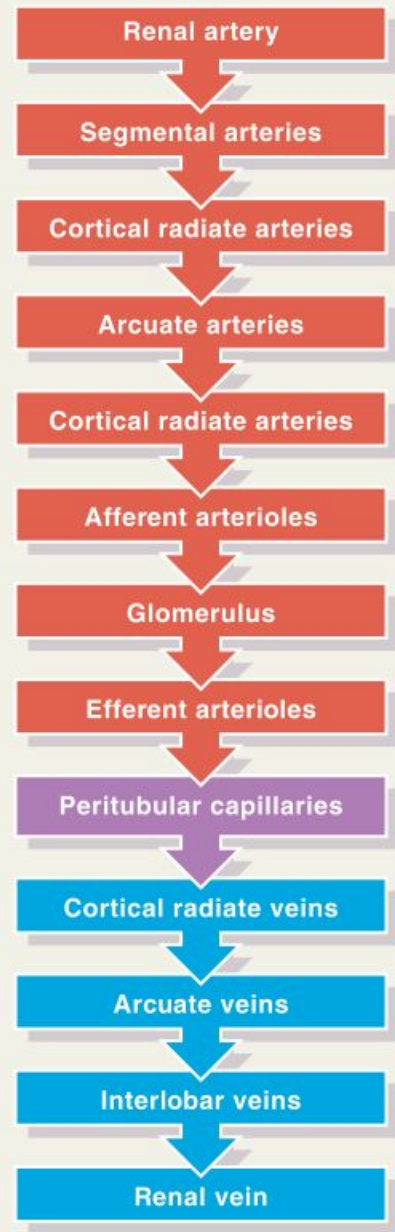 Renal artery
Segmental arteries
Cortical radiate arteries
Arcuate arteries
Cortical radiate arteries
Afferent arterioles
Glomerulus
Efferent arterioles
Peritubular capillaries
Cortical radiate veins
Arcuate veins
Interlobar veins
Renal vein